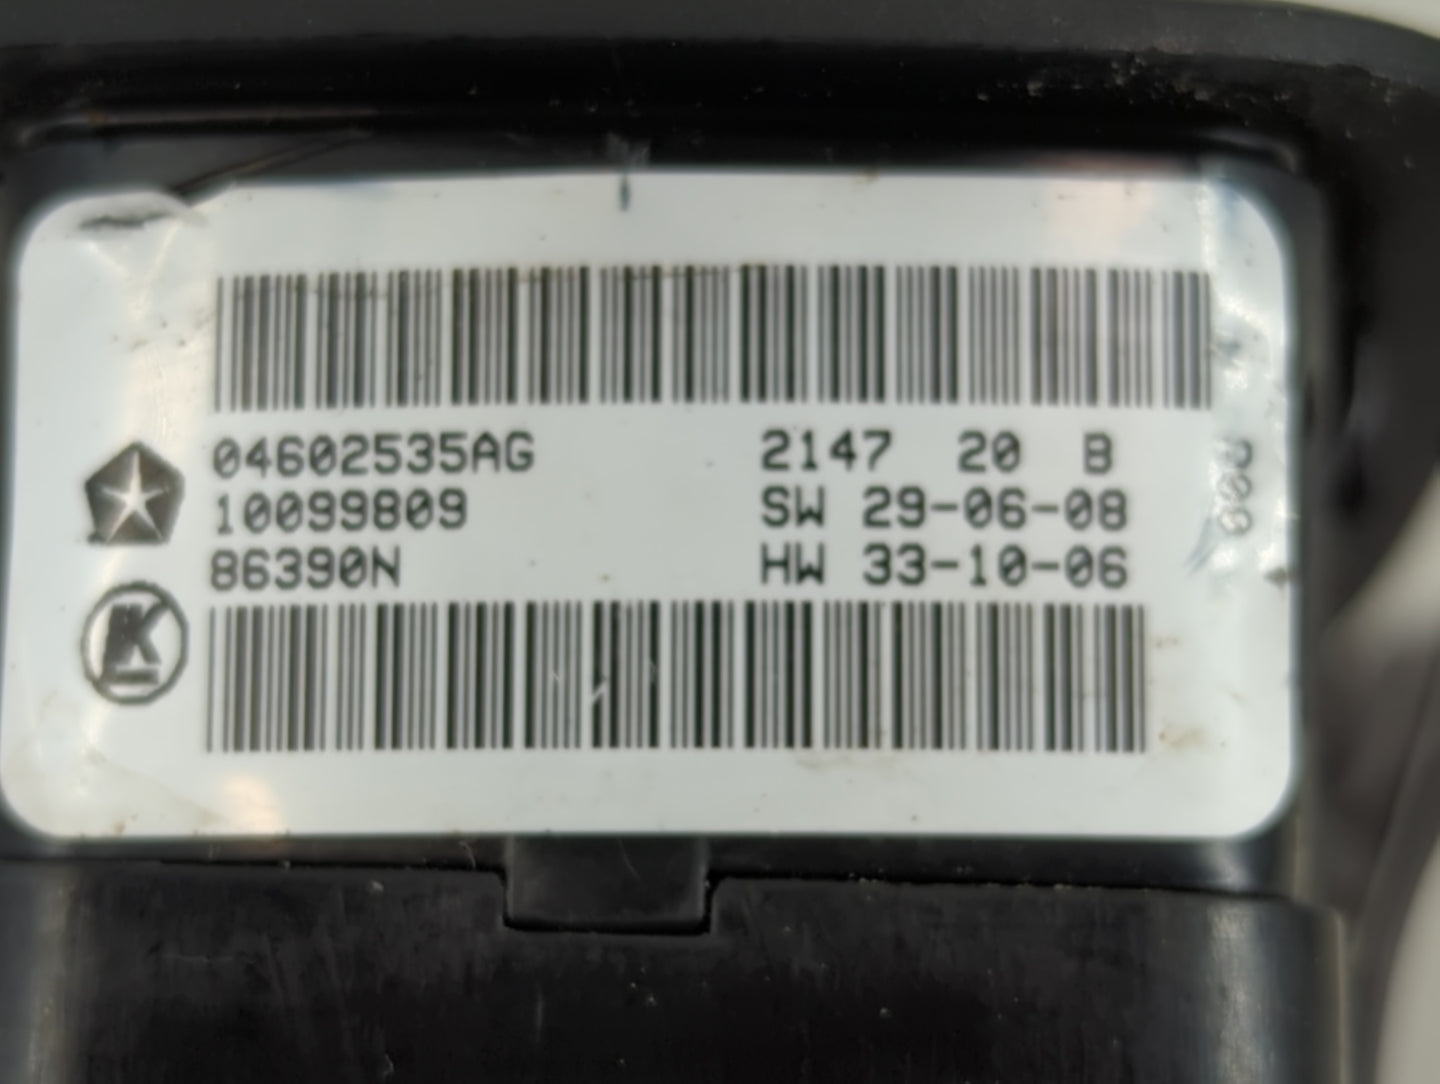 04602535AG 2147 20 B
10099809 SW 29-06-08
86390N HW 33-10-06
K